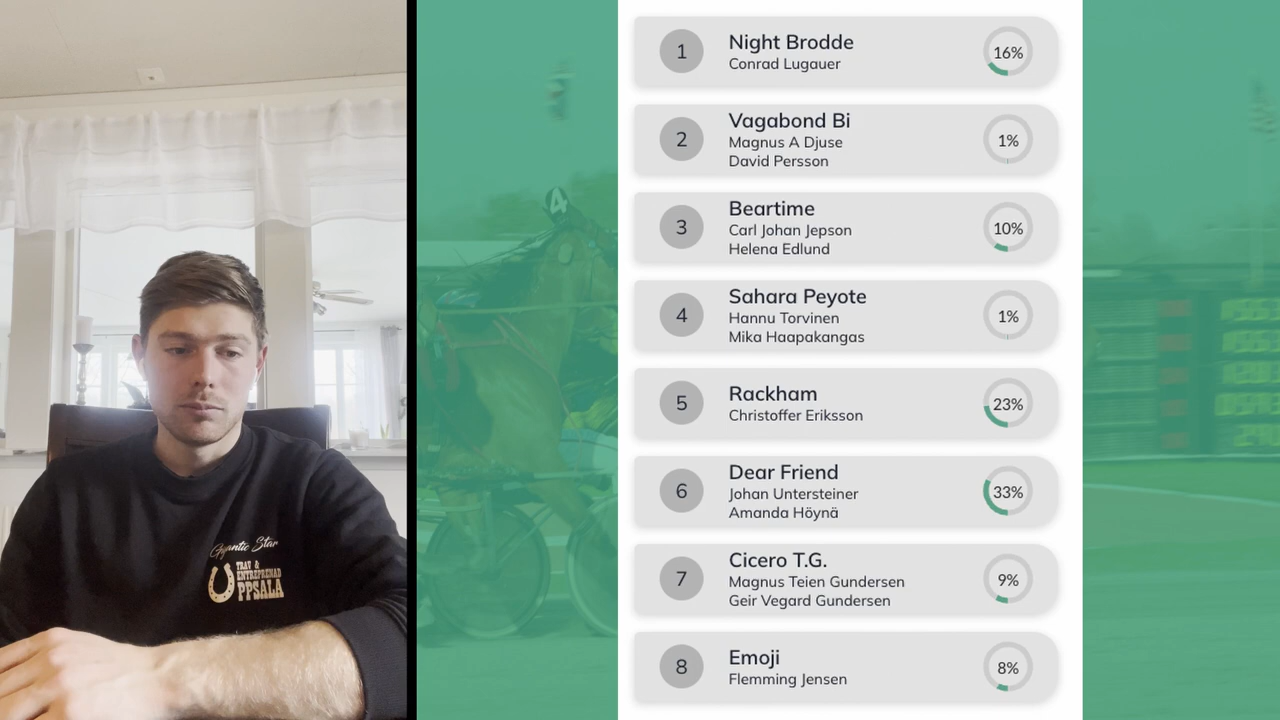 Gigantic Star
TRAV &
ENTREPRENAD
PPSALA
4
1
Night Brodde
Conrad Lugauer
16%
2
Vagabond Bi
Magnus A Djuse
David Persson
1%
3
Beartime
Carl Johan Jepson
Helena Edlund
10%
4
Sahara Peyote
Hannu Torvinen
Mika Haapakangas
1%
5
Rackham
Christoffer Eriksson
23%
6
Dear Friend
Johan Untersteiner
Amanda Höynä
33%
7
Cicero T.G.
Magnus Teien Gundersen
Geir Vegard Gundersen
9%
8
Emoji
Flemming Jensen
8%